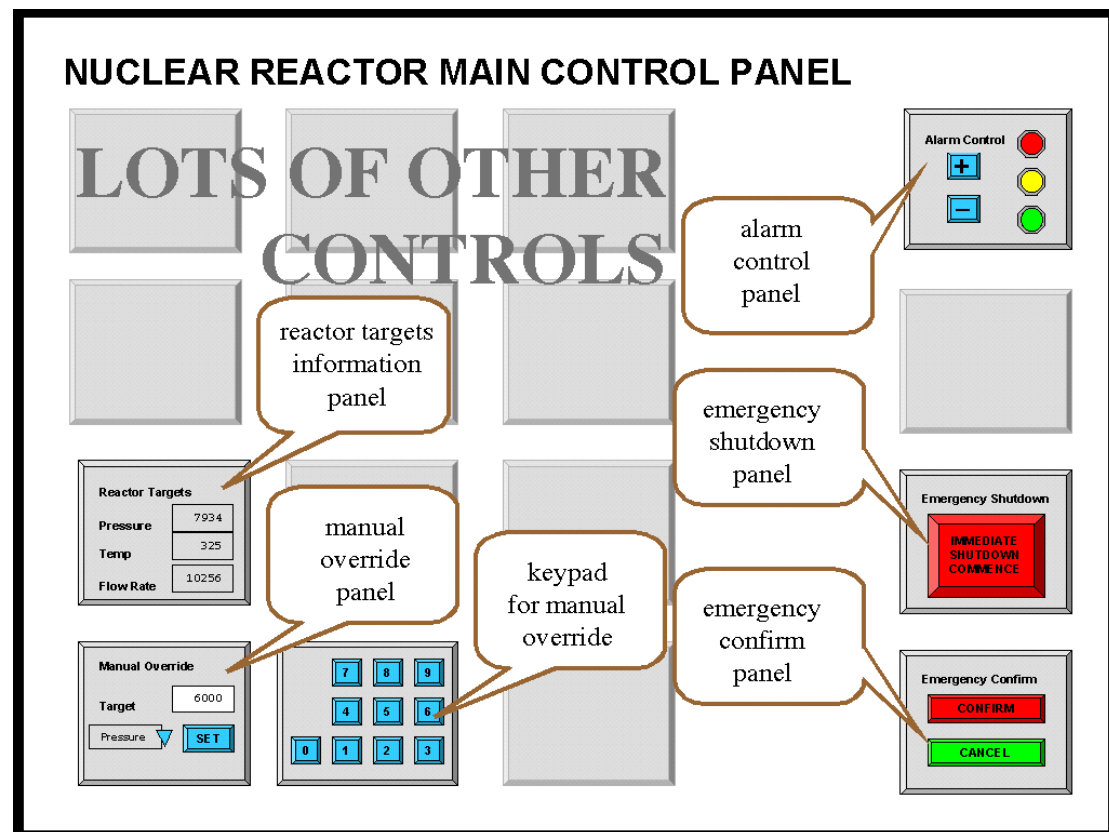 NUCLEAR REACTOR MAIN CONTROL PANEL
LOTS OF OTHER
CONTROLS
Alarm Control
+
−
alarm
control
panel
reactor targets
information
panel
emergency
shutdown
panel
Reactor Targets
Pressure 7934
Temp 325
Flow Rate 10256
manual
override
panel
keypad
for manual
override
Emergency Shutdown
IMMEDIATE
SHUTDOWN
COMMENCE
emergency
confirm
panel
Manual Override
Target 6000
Pressure SET
7 8 9
4 5 6
0 1 2 3
Emergency Confirm
CONFIRM
CANCEL